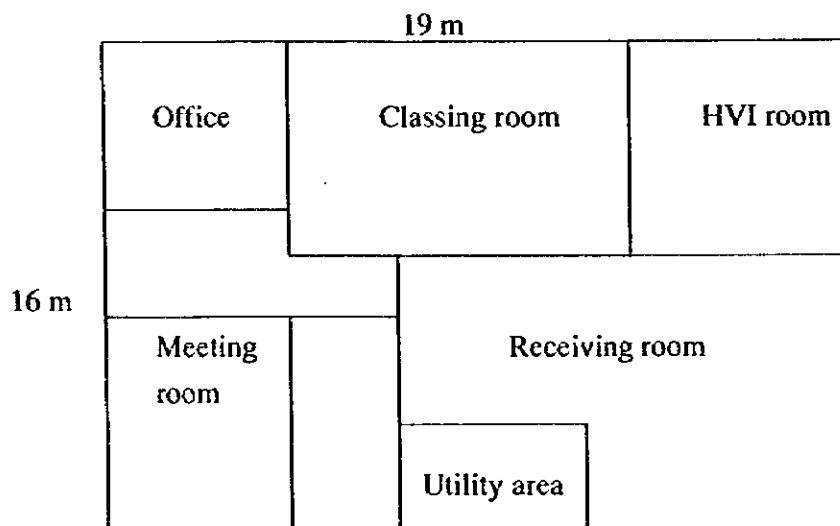 19 m
Office
Classing room
HVI room
16 m
Meeting
room
Receiving room
Utility area